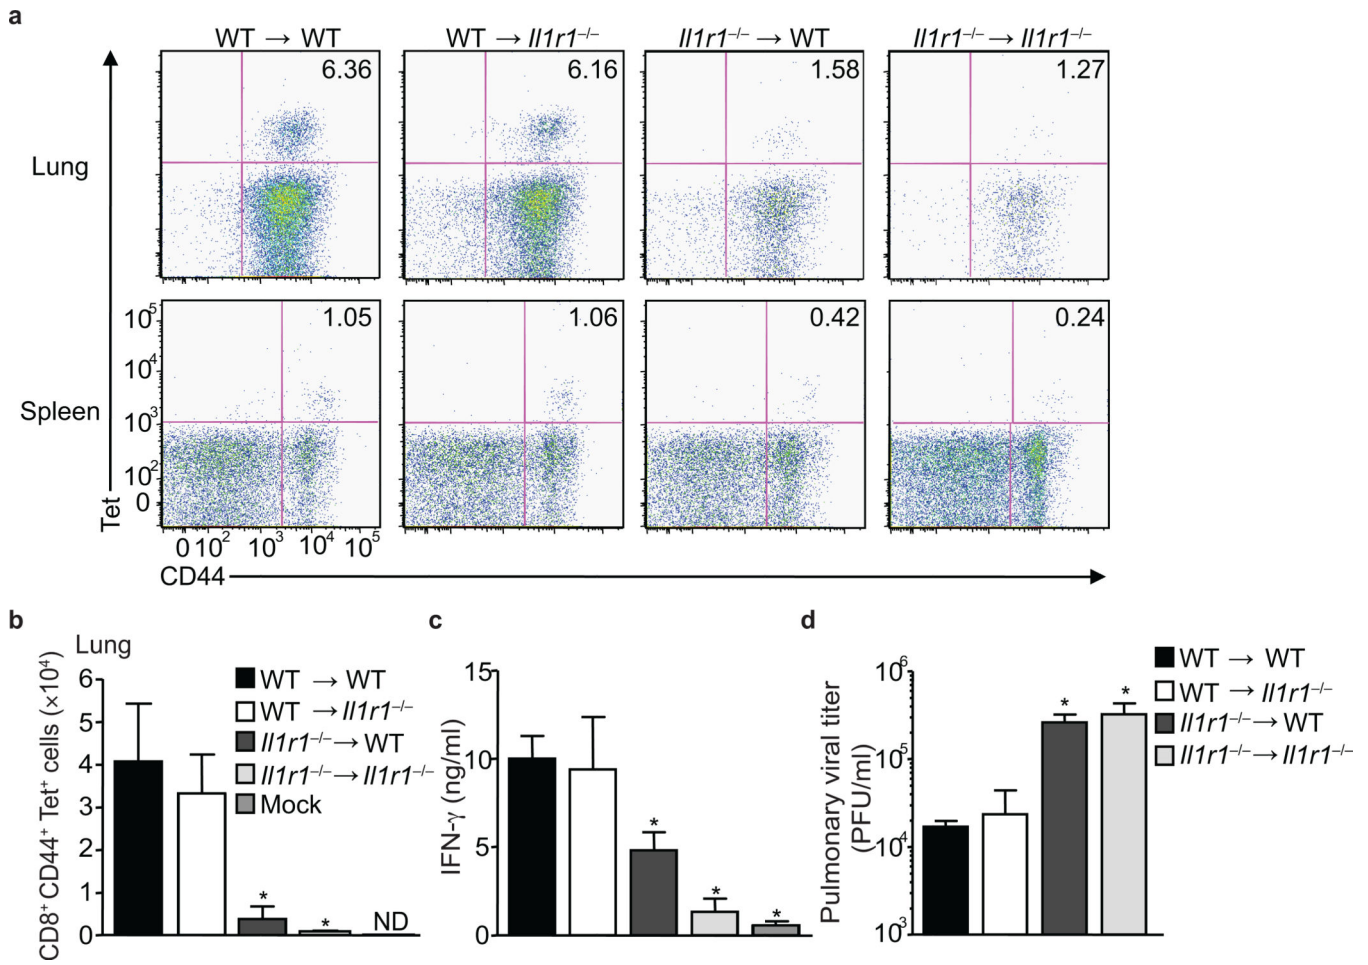 a
WT → WT
WT → Il1r1–/–
Il1r1–/– → WT
Il1r1–/– → Il1r1–/–
Lung
6.36
6.16
1.58
1.27
Spleen
1.05
1.06
0.42
0.24
10⁵
10⁴
10³
10²
0
Tet
0 10² 10³ 10⁴ 10⁵
CD44
b
Lung
CD8⁺ CD44⁺ Tet⁺ cells (×10⁴)
6
5
4
3
2
1
0
*
*
ND
WT → WT
WT → Il1r1–/–
Il1r1–/– → WT
Il1r1–/– → Il1r1–/–
Mock
c
IFN-γ (ng/ml)
15
10
5
0
*
*
*
d
Pulmonary viral titer
(PFU/ml)
10⁶
10⁵
10⁴
10³
*
*
WT → WT
WT → Il1r1–/–
Il1r1–/– → WT
Il1r1–/– → Il1r1–/–